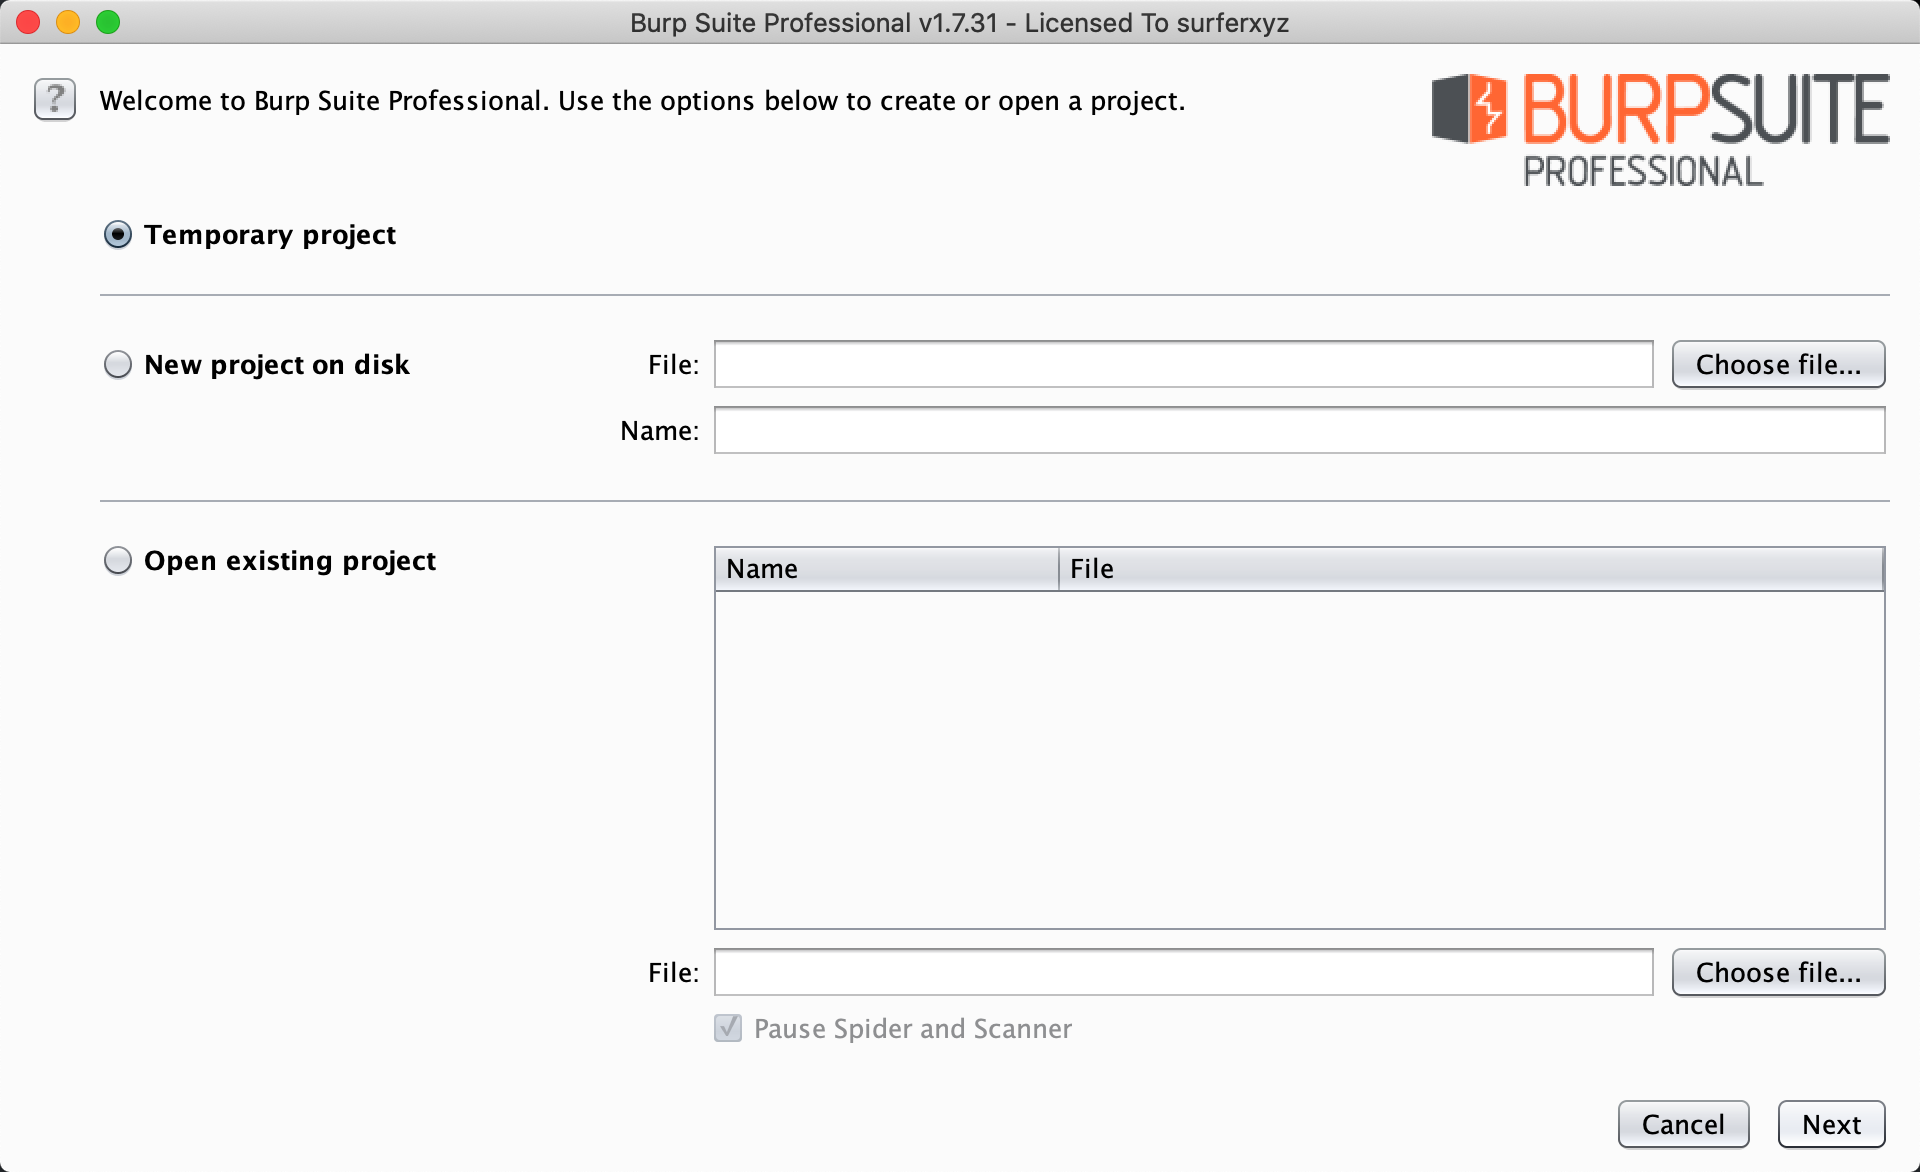 Burp Suite Professional v1.7.31 - Licensed To surferxyz
?
Welcome to Burp Suite Professional. Use the options below to create or open a project.
BURPSUITE
PROFESSIONAL
Temporary project
New project on disk
File:
Choose file...
Name:
Open existing project
Name
File
File:
Choose file...
Pause Spider and Scanner
Cancel
Next